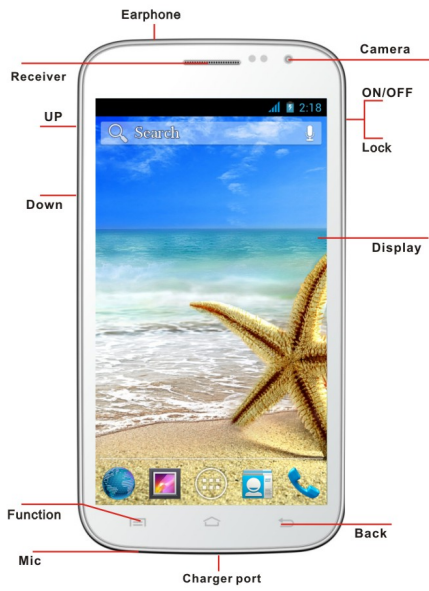 Earphone
Camera
Receiver
ON/OFF
2:18
UP
Search
Lock
Down
Display
Function
Back
Mic
Charger port